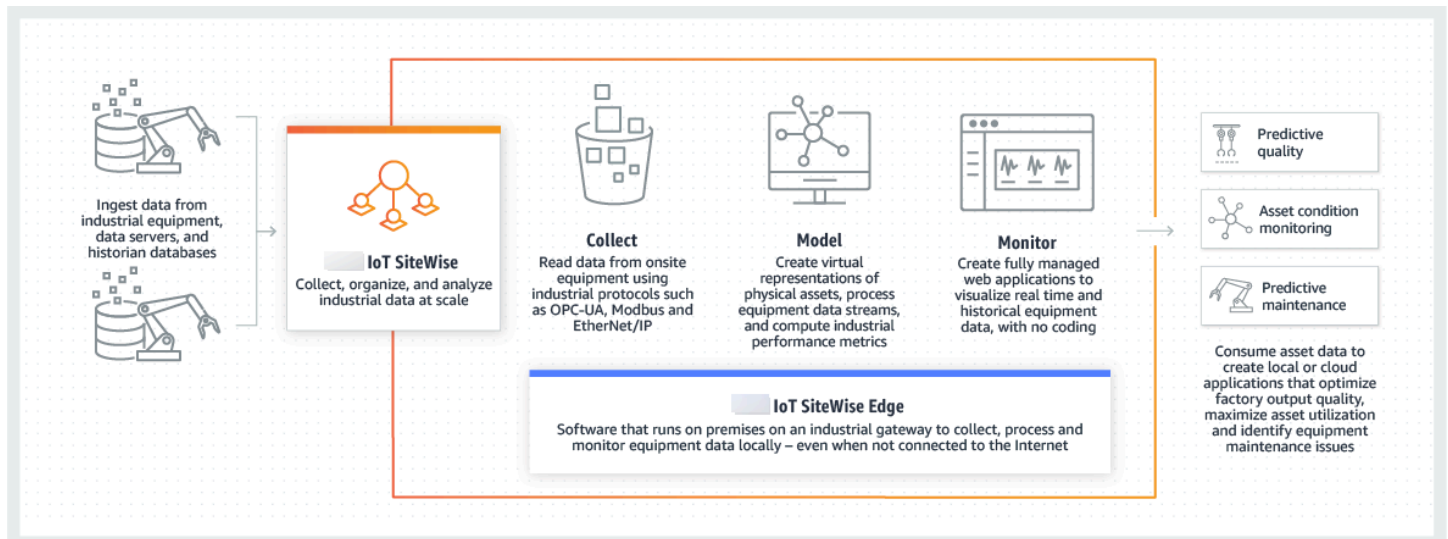 Ingest data from
industrial equipment,
data servers, and
historian databases
IoT SiteWise
Collect, organize, and analyze
industrial data at scale
Collect
Read data from onsite
equipment using
industrial protocols such
as OPC-UA, Modbus and
EtherNet/IP
Model
Create virtual
representations of
physical assets, process
equipment data streams,
and compute industrial
performance metrics
Monitor
Create fully managed
web applications to
visualize real time and
historical equipment
data, with no coding
IoT SiteWise Edge
Software that runs on premises on an industrial gateway to collect, process and
monitor equipment data locally – even when not connected to the Internet
Predictive
quality
Asset condition
monitoring
Predictive
maintenance
Consume asset data to
create local or cloud
applications that optimize
factory output quality,
maximize asset utilization
and identify equipment
maintenance issues